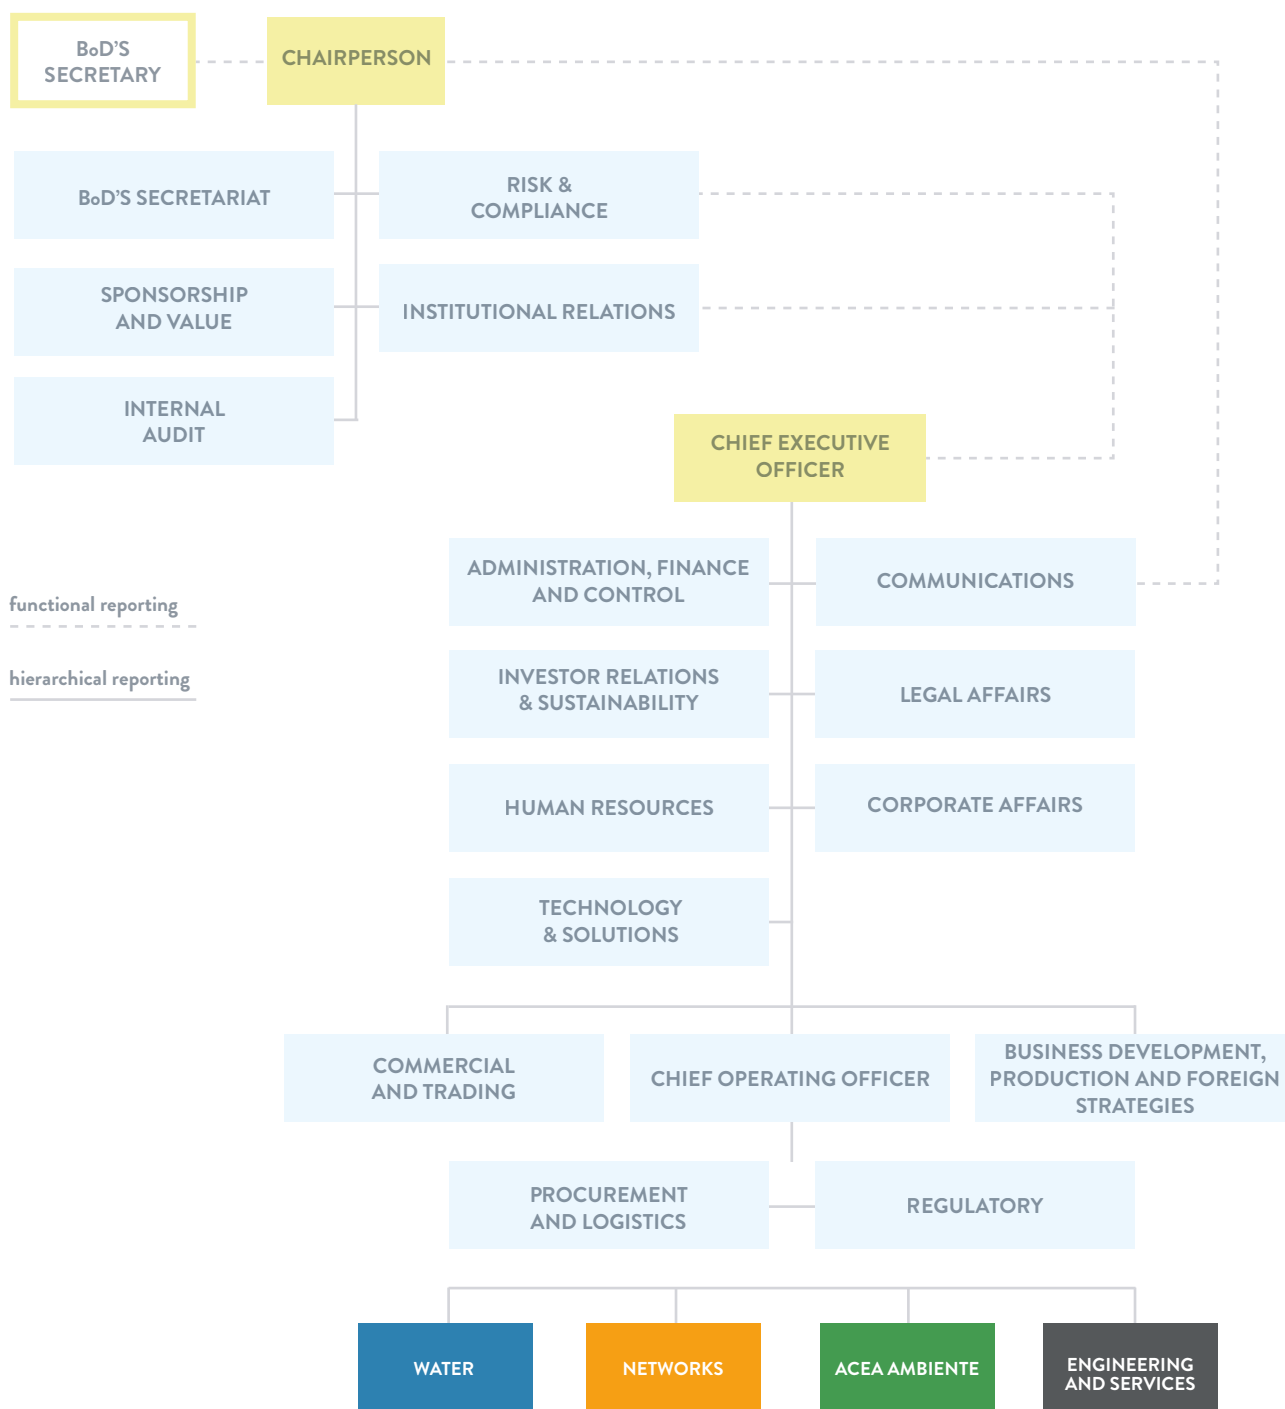 BoD’S
SECRETARY
CHAIRPERSON
BoD’S SECRETARIAT
RISK &
COMPLIANCE
SPONSORSHIP
AND VALUE
INSTITUTIONAL RELATIONS
INTERNAL
AUDIT
CHIEF EXECUTIVE
OFFICER
functional reporting
hierarchical reporting
ADMINISTRATION, FINANCE
AND CONTROL
COMMUNICATIONS
INVESTOR RELATIONS
& SUSTAINABILITY
LEGAL AFFAIRS
HUMAN RESOURCES
CORPORATE AFFAIRS
TECHNOLOGY
& SOLUTIONS
COMMERCIAL
AND TRADING
CHIEF OPERATING OFFICER
BUSINESS DEVELOPMENT,
PRODUCTION AND FOREIGN
STRATEGIES
PROCUREMENT
AND LOGISTICS
REGULATORY
WATER
NETWORKS
ACEA AMBIENTE
ENGINEERING
AND SERVICES